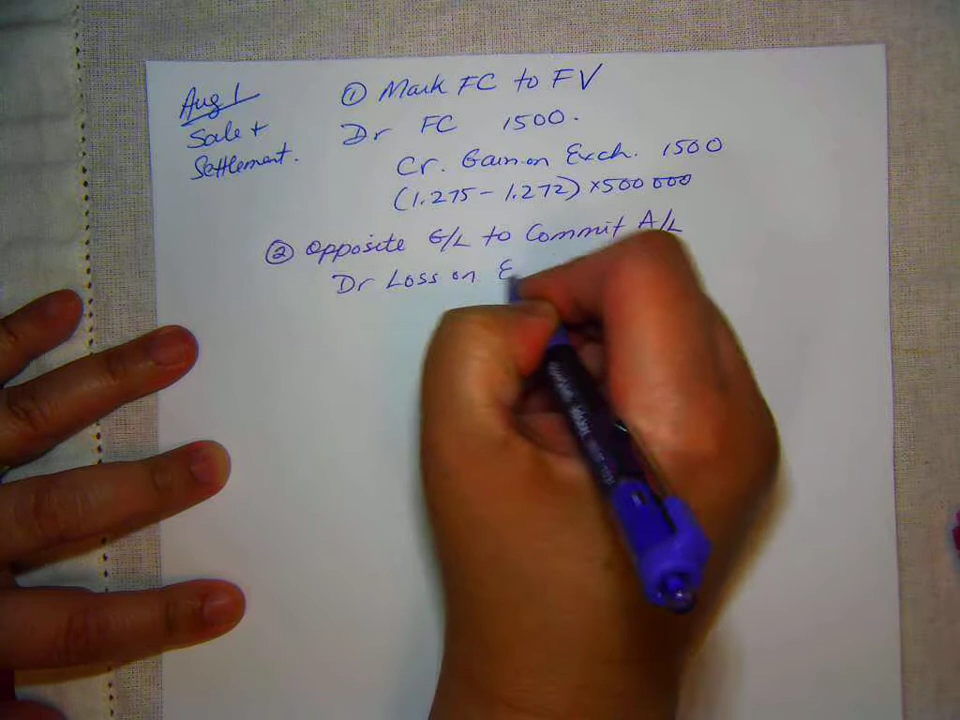 Aug 1
Sale +
Settlement.
① Mark FC to FV
Dr FC 1500.
Cr. Gain on Exch. 1500
(1.275 - 1.272) × 500 000
② Opposite G/L to Commit A/L
Dr Loss on E